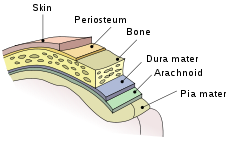 Skin
Periosteum
Bone
Dura mater
Arachnoid
Pia mater